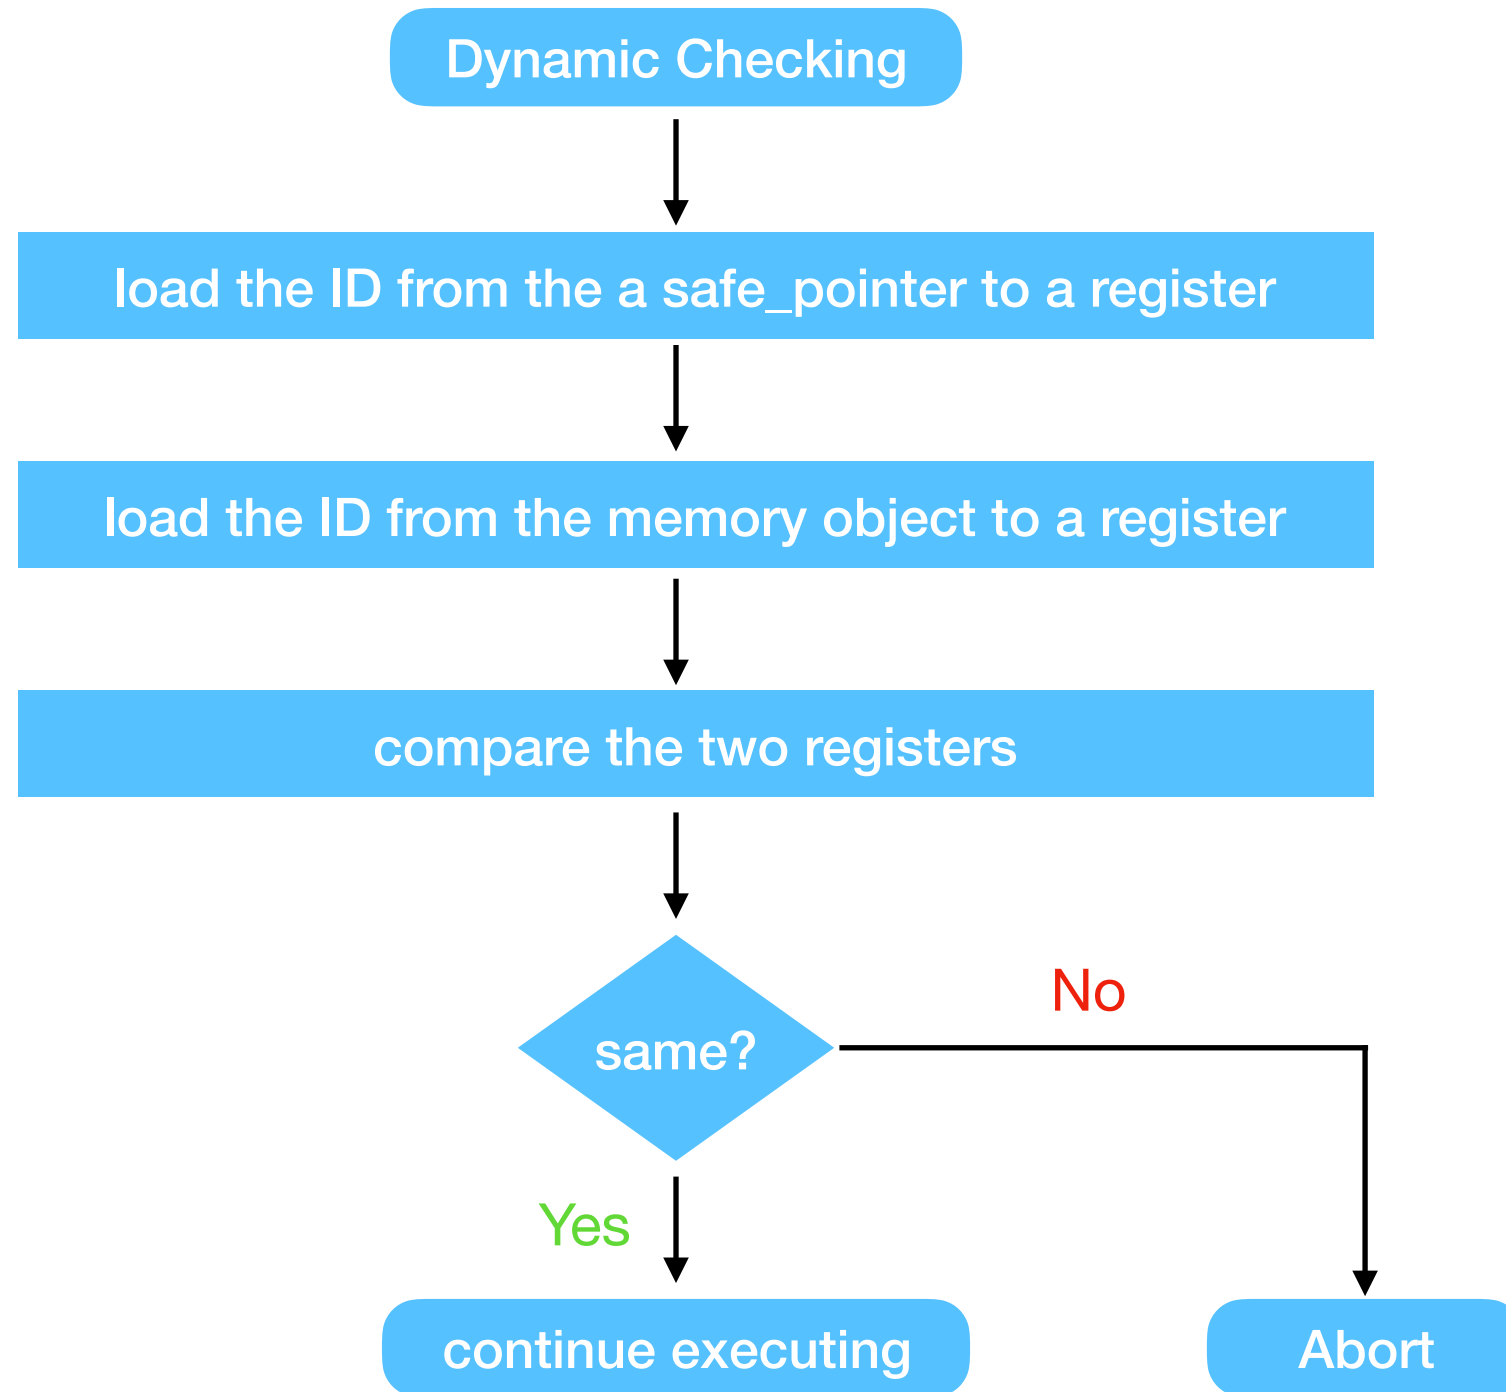 Dynamic Checking
load the ID from the a safe_pointer to a register
load the ID from the memory object to a register
compare the two registers
No
same?
Yes
continue executing
Abort